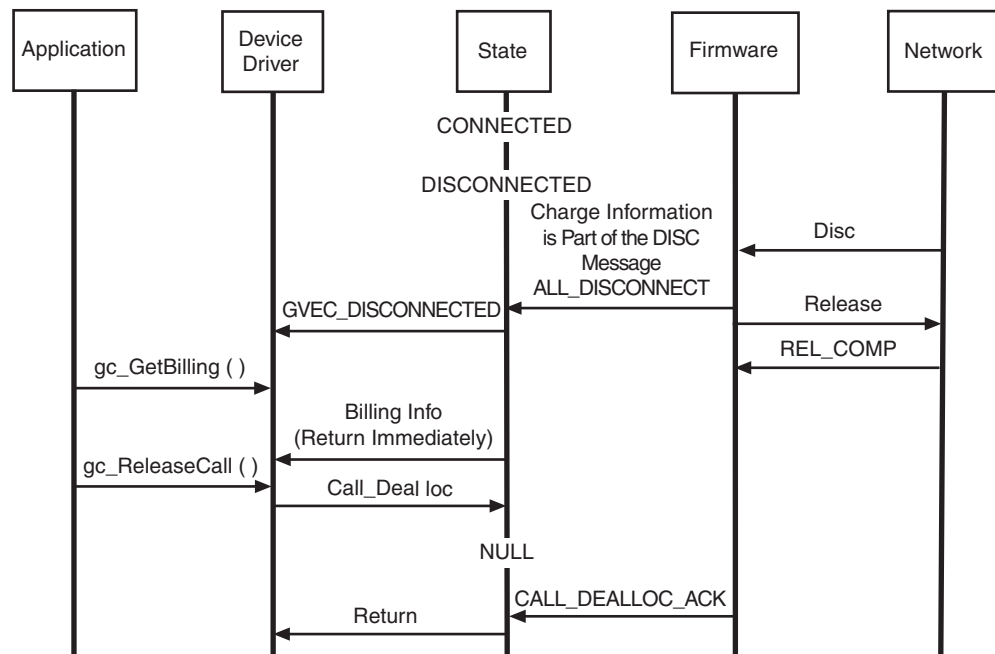 Application
Device
Driver
State
Firmware
Network
CONNECTED
DISCONNECTED
Charge Information
is Part of the DISC
Message
ALL_DISCONNECT
Disc
GVEC_DISCONNECTED
Release
REL_COMP
gc_GetBilling ( )
Billing Info
(Return Immediately)
gc_ReleaseCall ( )
Call_Deal loc
NULL
CALL_DEALLOC_ACK
Return